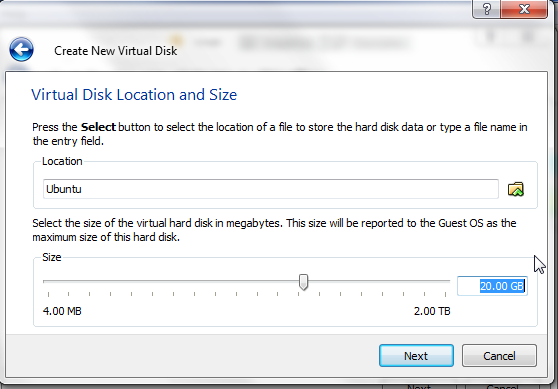 Create New Virtual Disk
Virtual Disk Location and Size
Press the Select button to select the location of a file to store the hard disk data or type a file name in
the entry field.
Location
Ubuntu
Select the size of the virtual hard disk in megabytes. This size will be reported to the Guest OS as the
maximum size of this hard disk.
Size
20.00 GB
4.00 MB 2.00 TB
Next Cancel
Next Cancel